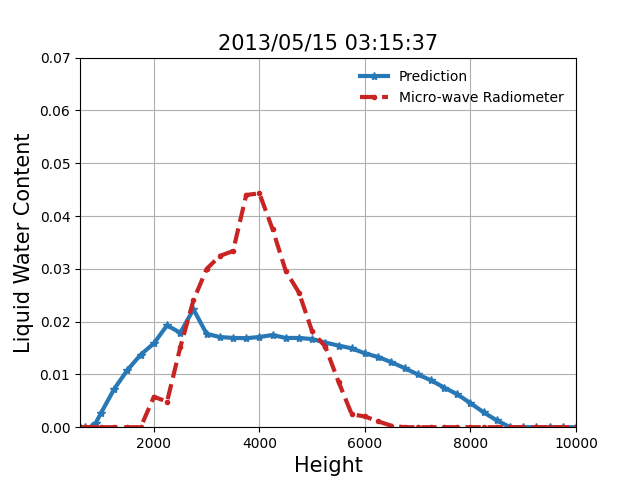 2013/05/15 03:15:37
Prediction
Micro-wave Radiometer
Liquid Water Content
0.07
0.06
0.05
0.04
0.03
0.02
0.01
0.00
2000 4000 6000 8000 10000
Height